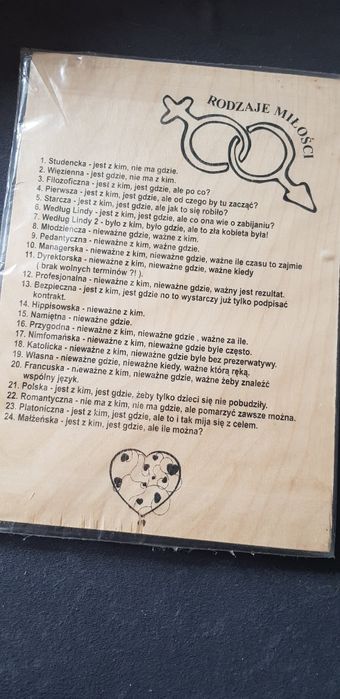 RODZAJE MIŁOŚCI
1. Studencka - jest z kim, nie ma gdzie.
2. Więzienna - jest gdzie, nie ma z kim.
3. Filozoficzna - jest z kim, jest gdzie, ale po co?
4. Pierwsza - jest z kim, jest gdzie, ale od czego by tu zacząć?
5. Starcza - jest z kim, jest gdzie, ale jak to się robiło?
6. Według Lindy - jest z kim, jest gdzie, ale co ona wie o zabijaniu?
7. Według Lindy 2 - było z kim, było gdzie, ale to zła kobieta była!
8. Młodzieńcza - nieważne gdzie, ważne z kim.
9. Pedantyczna - nieważne z kim, ważne gdzie.
10. Managerska - nieważne z kim, nieważne gdzie, ważne ile czasu to zajmie
11. Dyrektorska - nieważne z kim, nieważne gdzie, ważne kiedy
( brak wolnych terminów ?! ).
12. Profesjonalna - nieważne z kim, nieważne gdzie, ważny jest rezultat.
13. Bezpieczna - jest z kim, jest gdzie no to wystarczy już tylko podpisać
kontrakt.
14. Hippisowska - nieważne z kim.
15. Namiętna - nieważne gdzie.
16. Przygodna - nieważne z kim, nieważne gdzie , ważne za ile.
17. Nimfomańska - nieważne z kim, nieważne gdzie byle często.
18. Katolicka - nieważne z kim, nieważne gdzie byle bez prezerwatywy.
19. Własna - nieważne gdzie, nieważne kiedy, ważne którą ręką.
20. Francuska - nieważne z kim, nieważne gdzie, ważne żeby znaleźć
wspólny język.
21. Polska - jest z kim, jest gdzie, żeby tylko dzieci się nie pobudziły.
22. Romantyczna - nie ma z kim, nie ma gdzie, ale pomarzyć zawsze można.
23. Platoniczna - jest z kim, jest gdzie, ale to i tak mija się z celem.
24. Małżeńska - jest z kim, jest gdzie, ale ile można?